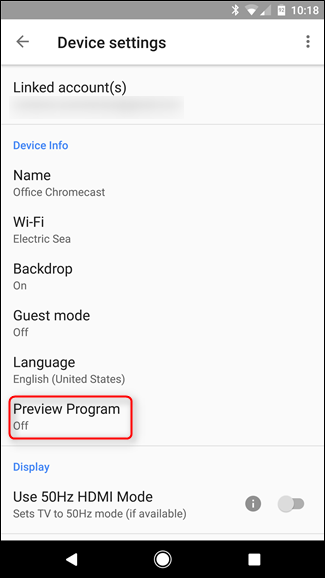 10:18
Device settings
Linked account(s)
Device Info
Name
Office Chromecast
Wi-Fi
Electric Sea
Backdrop
On
Guest mode
Off
Language
English (United States)
Preview Program
Off
Display
Use 50Hz HDMI Mode
Sets TV to 50Hz mode (if available)